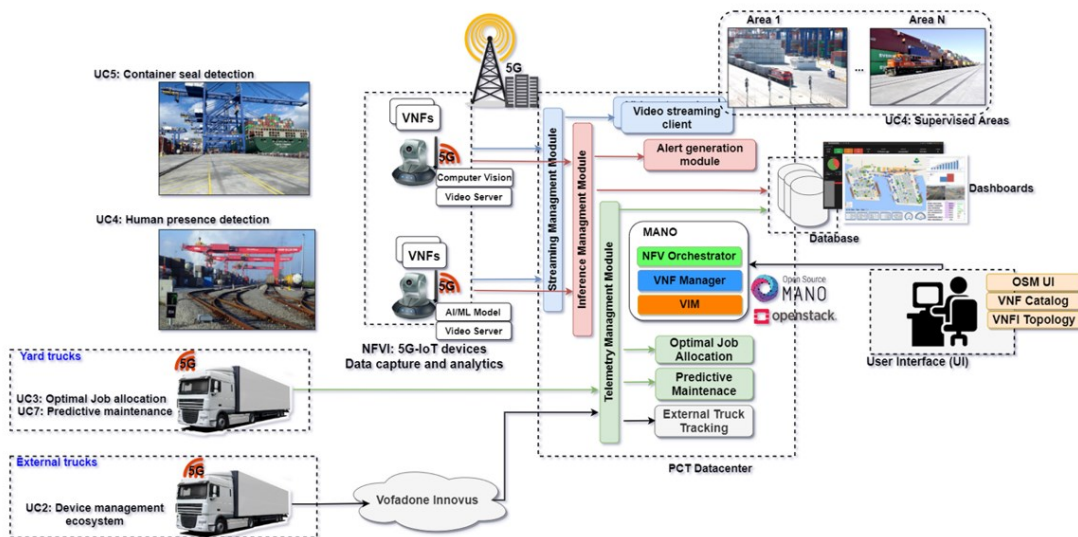 Area 1
Area N
...
UC4: Supervised Areas
5G
UC5: Container seal detection
VNFs
5G
Computer Vision
Video Server
UC4: Human presence detection
VNFs
5G
AI/ML Model
Video Server
NFVI: 5G-IoT devices
Data capture and analytics
Streaming Managment Module
Inference Managment Module
Telemetry Managment Module
Video streaming
client
Alert generation
module
Database
Dashboards
MANO
NFV Orchestrator
VNF Manager
VIM
Open Source
MANO
openstack.
OSM UI
VNF Catalog
VNFI Topology
User Interface (UI)
Optimal Job
Allocation
Predictive
Maintenace
External Truck
Tracking
PCT Datacenter
Yard trucks
5G
UC3: Optimal Job allocation
UC7: Predictive maintenance
External trucks
5G
UC2: Device management
ecosystem
Vofadone Innovus